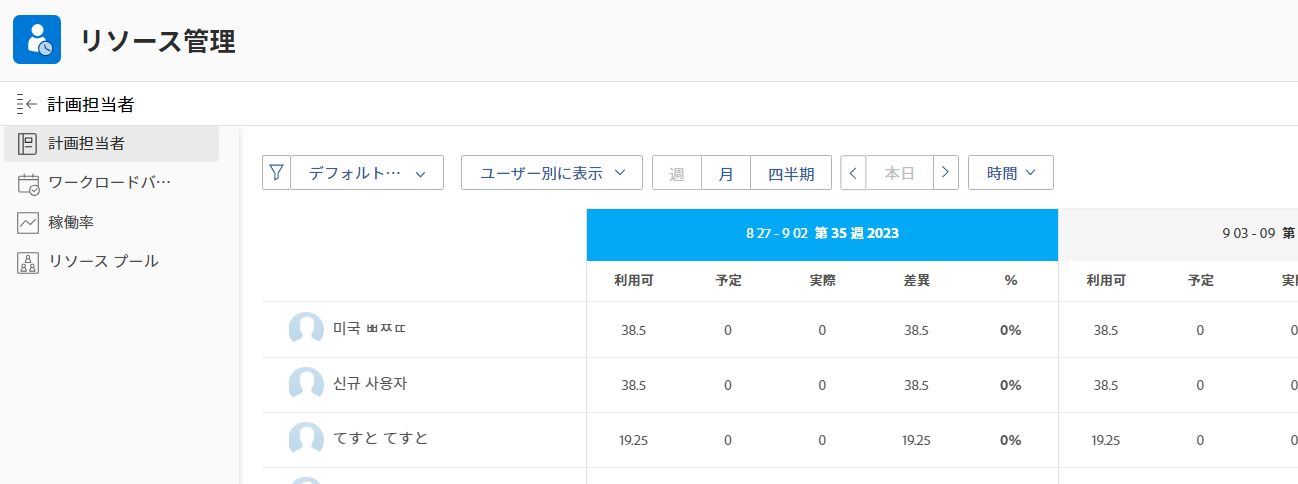 リソース管理
計画担当者
計画担当者
ワークロードバ…
稼働率
リソース プール
デフォルト… ユーザー別に表示 週 月 四半期 本日 時間
8 27 - 9 02 第 35 週 2023 9 03 - 09 第
利用可 予定 実際 差異 % 利用可 予定
미국 ㅃㅉㄸ 38.5 0 0 38.5 0% 38.5 0 0
신규 사용자 38.5 0 0 38.5 0% 38.5 0 0
てすと てすと 19.25 0 0 19.25 0% 19.25 0 0